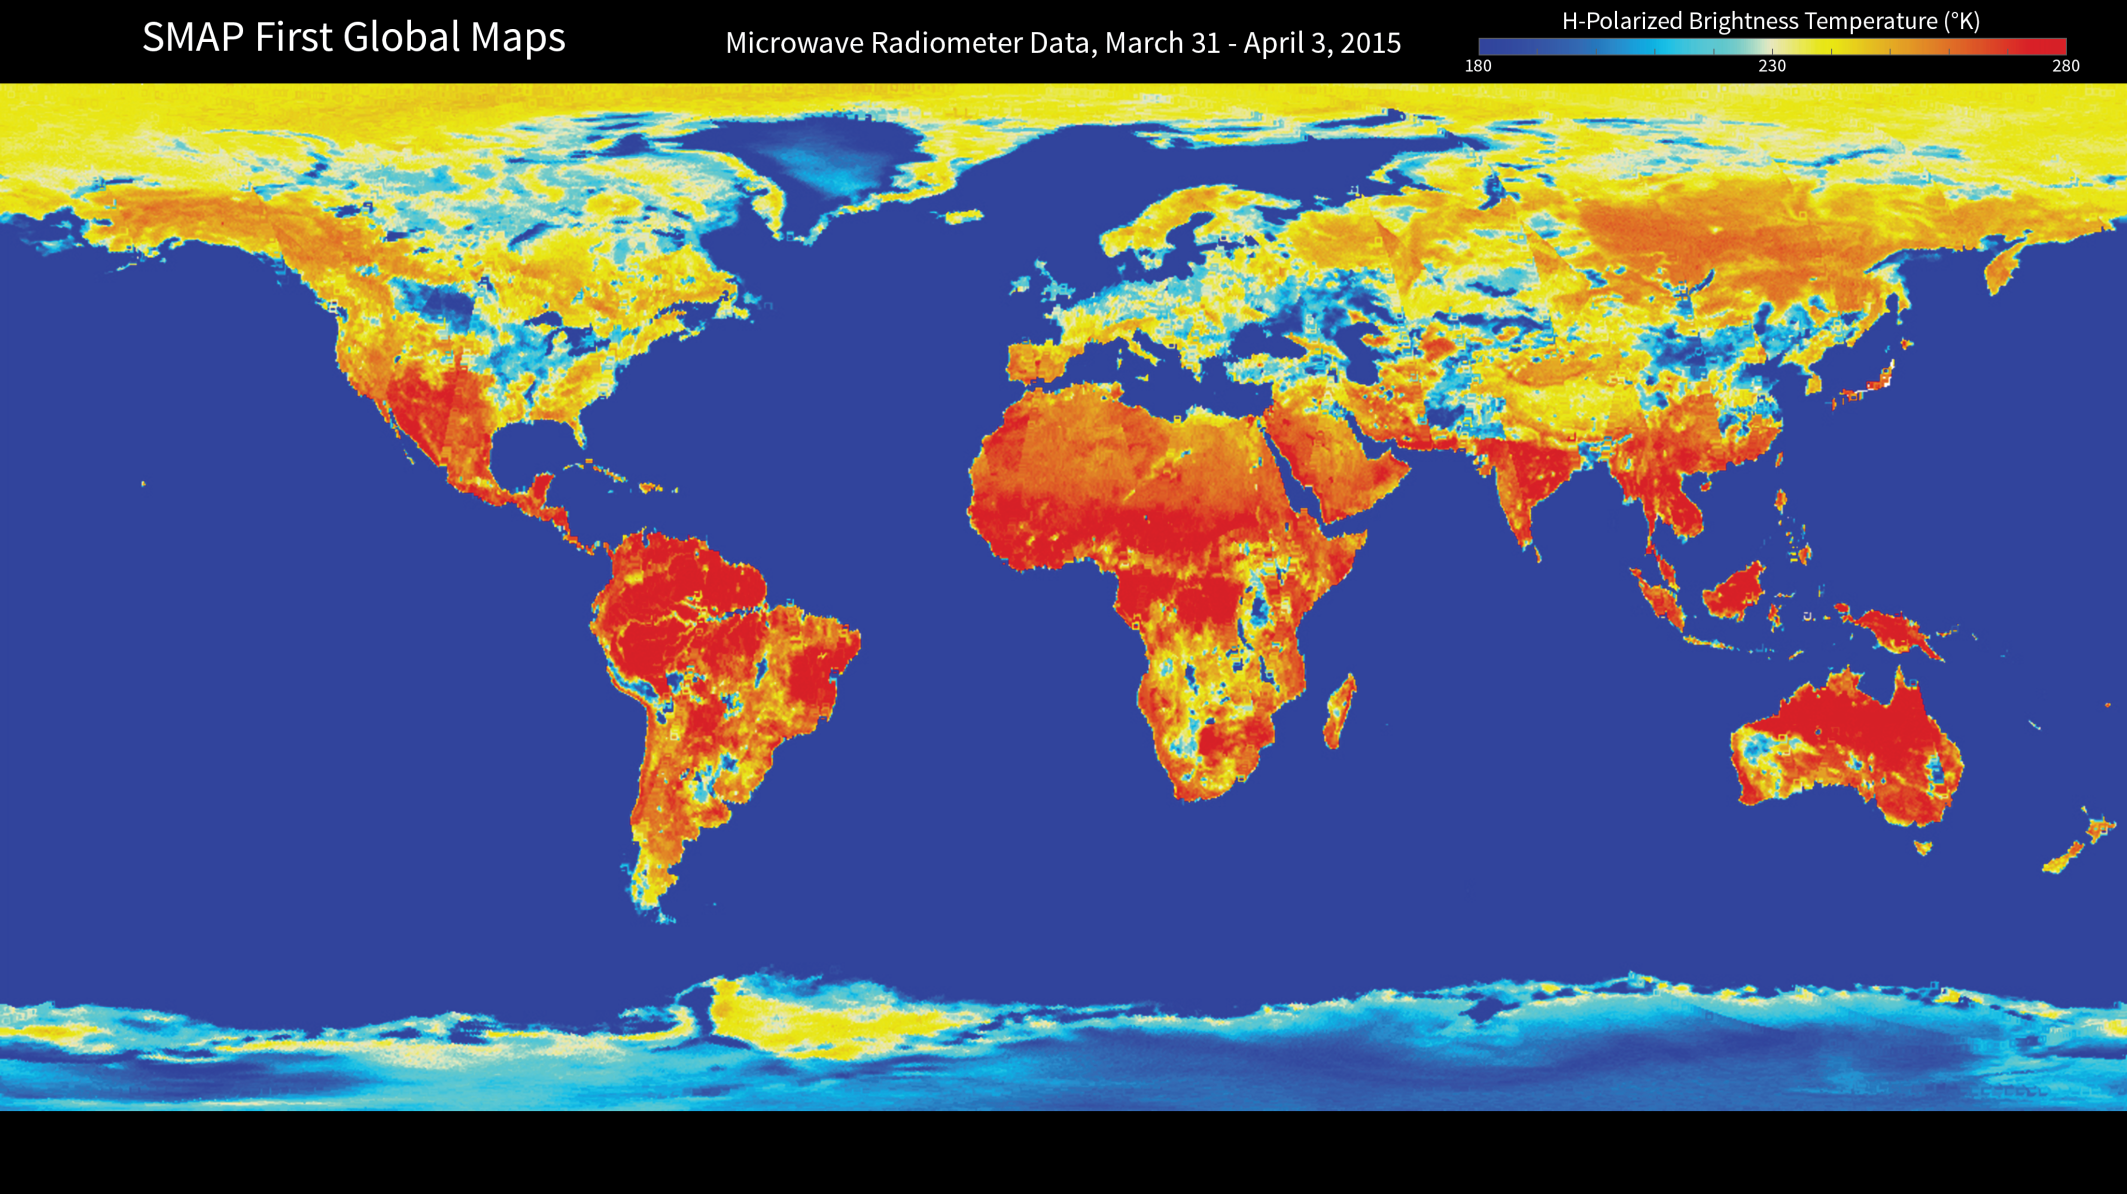 SMAP First Global Maps
Microwave Radiometer Data, March 31 - April 3, 2015
H-Polarized Brightness Temperature (°K)
180 230 280